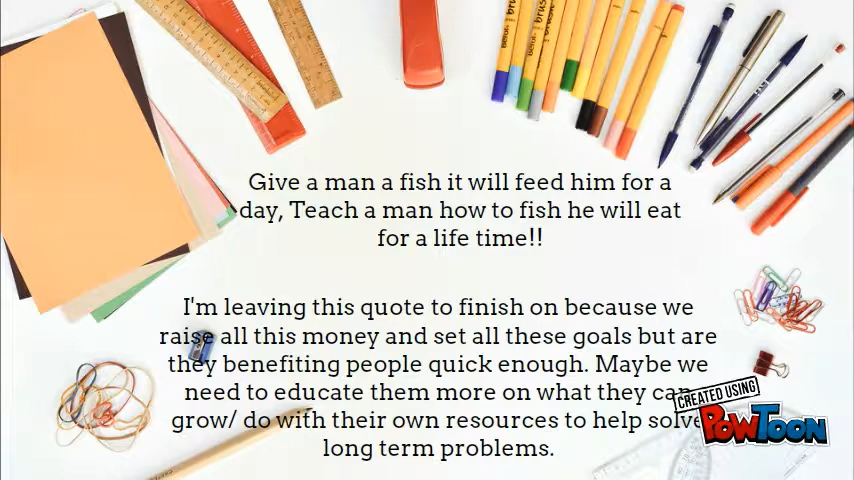 Give a man a fish it will feed him for a
day, Teach a man how to fish he will eat
for a life time!!
I'm leaving this quote to finish on because we
raise all this money and set all these goals but are
they benefiting people quick enough. Maybe we
need to educate them more on what they can
grow/ do with their own resources to help solve
long term problems.
CREATED USING
POWTOON